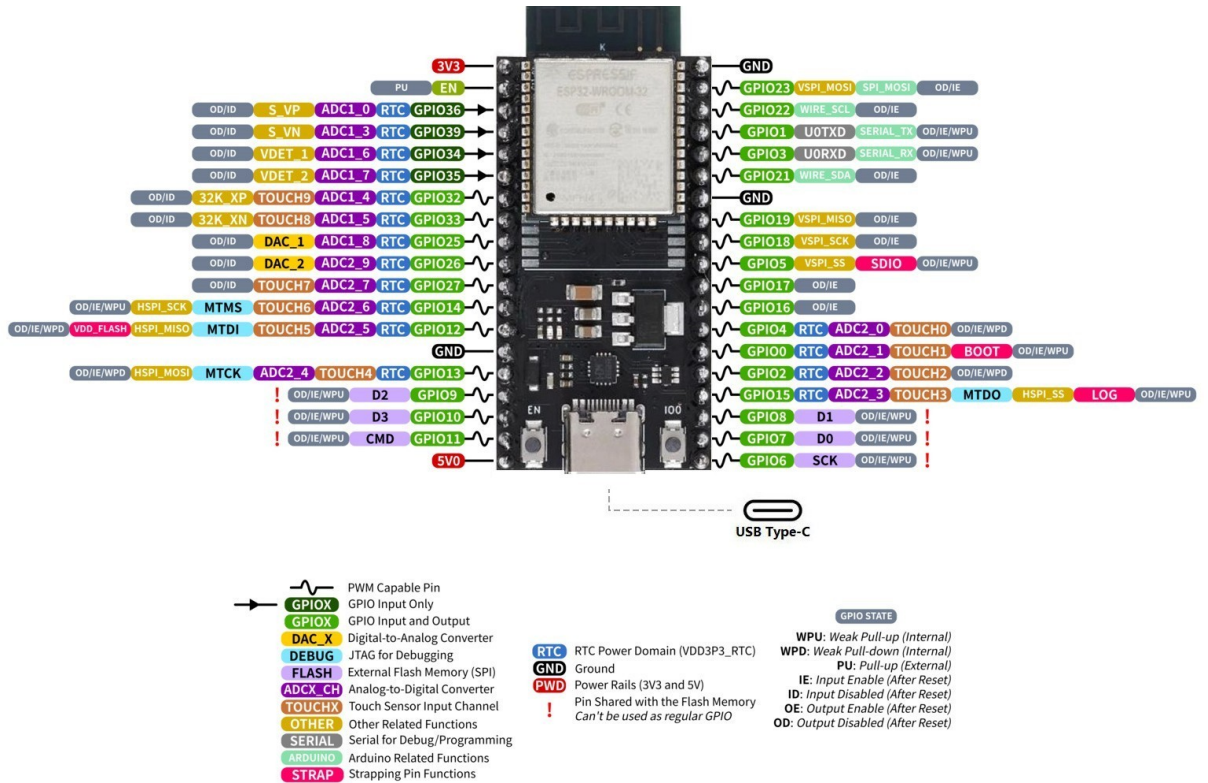 K
ESPRESSIF
ESP32-WROOM-32
3V3
PU EN
OD/ID S_VP ADC1_0 RTC GPIO36
OD/ID S_VN ADC1_3 RTC GPIO39
OD/ID VDET_1 ADC1_6 RTC GPIO34
OD/ID VDET_2 ADC1_7 RTC GPIO35
OD/ID 32K_XP TOUCH9 ADC1_4 RTC GPIO32
OD/ID 32K_XN TOUCH8 ADC1_5 RTC GPIO33
OD/ID DAC_1 ADC1_8 RTC GPIO25
OD/ID DAC_2 ADC2_9 RTC GPIO26
OD/ID TOUCH7 ADC2_7 RTC GPIO27
OD/IE/WPU HSPI_SCK MTMS TOUCH6 ADC2_6 RTC GPIO14
OD/IE/WPD VDD_FLASH HSPI_MISO MTDI TOUCH5 ADC2_5 RTC GPIO12
GND
OD/IE/WPD HSPI_MOSI MTCK ADC2_4 TOUCH4 RTC GPIO13
! OD/IE/WPU D2 GPIO9
! OD/IE/WPU D3 GPIO10
! OD/IE/WPU CMD GPIO11
5V0
EN
IO0
GND
GPIO23 VSPI_MOSI SPI_MOSI OD/IE
GPIO22 WIRE_SCL OD/IE
GPIO1 U0TXD SERIAL_TX OD/IE/WPU
GPIO3 U0RXD SERIAL_RX OD/IE/WPU
GPIO21 WIRE_SDA OD/IE
GND
GPIO19 VSPI_MISO OD/IE
GPIO18 VSPI_SCK OD/IE
GPIO5 VSPI_SS SDIO OD/IE/WPU
GPIO17 OD/IE
GPIO16 OD/IE
GPIO4 RTC ADC2_0 TOUCH0 OD/IE/WPD
GPIO0 RTC ADC2_1 TOUCH1 BOOT OD/IE/WPU
GPIO2 RTC ADC2_2 TOUCH2 OD/IE/WPD
GPIO15 RTC ADC2_3 TOUCH3 MTDO HSPI_SS LOG OD/IE/WPU
GPIO8 D1 OD/IE/WPU !
GPIO7 D0 OD/IE/WPU !
GPIO6 SCK OD/IE/WPU !
USB Type-C
PWM Capable Pin
GPIOX GPIO Input Only
GPIOX GPIO Input and Output
DAC_X Digital-to-Analog Converter
DEBUG JTAG for Debugging
FLASH External Flash Memory (SPI)
ADCX_CH Analog-to-Digital Converter
TOUCHX Touch Sensor Input Channel
OTHER Other Related Functions
SERIAL Serial for Debug/Programming
ARDUINO Arduino Related Functions
STRAP Strapping Pin Functions
RTC RTC Power Domain (VDD3P3_RTC)
GND Ground
PWD Power Rails (3V3 and 5V)
! Pin Shared with the Flash Memory
Can't be used as regular GPIO
GPIO STATE
WPU: Weak Pull-up (Internal)
WPD: Weak Pull-down (Internal)
PU: Pull-up (External)
IE: Input Enable (After Reset)
ID: Input Disabled (After Reset)
OE: Output Enable (After Reset)
OD: Output Disabled (After Reset)